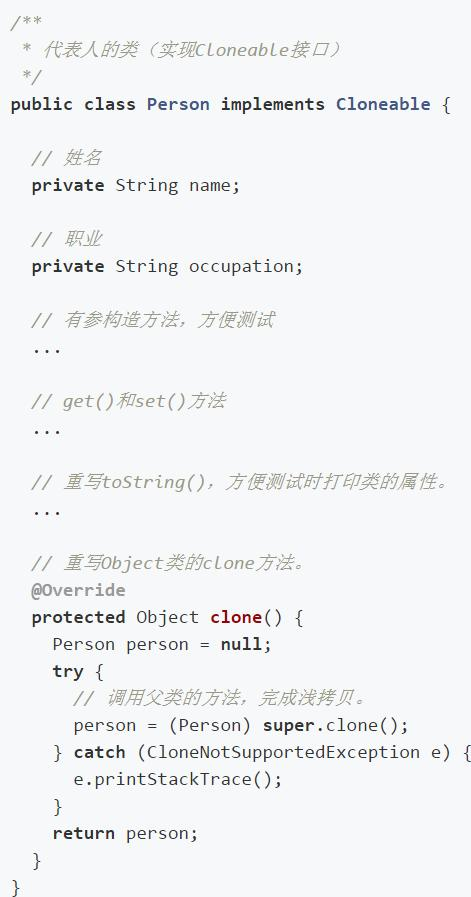 /**
 * 代表人的类（实现Cloneable接口）
 */
public class Person implements Cloneable {
  // 姓名
  private String name;
  // 职业
  private String occupation;
  // 有参构造方法，方便测试
  ...
  // get()和set()方法
  ...
  // 重写toString()，方便测试时打印类的属性。
  ...
  // 重写Object类的clone方法。
  @Override
  protected Object clone() {
    Person person = null;
    try {
      // 调用父类的方法，完成浅拷贝。
      person = (Person) super.clone();
    } catch (CloneNotSupportedException e) {
      e.printStackTrace();
    }
    return person;
  }
}